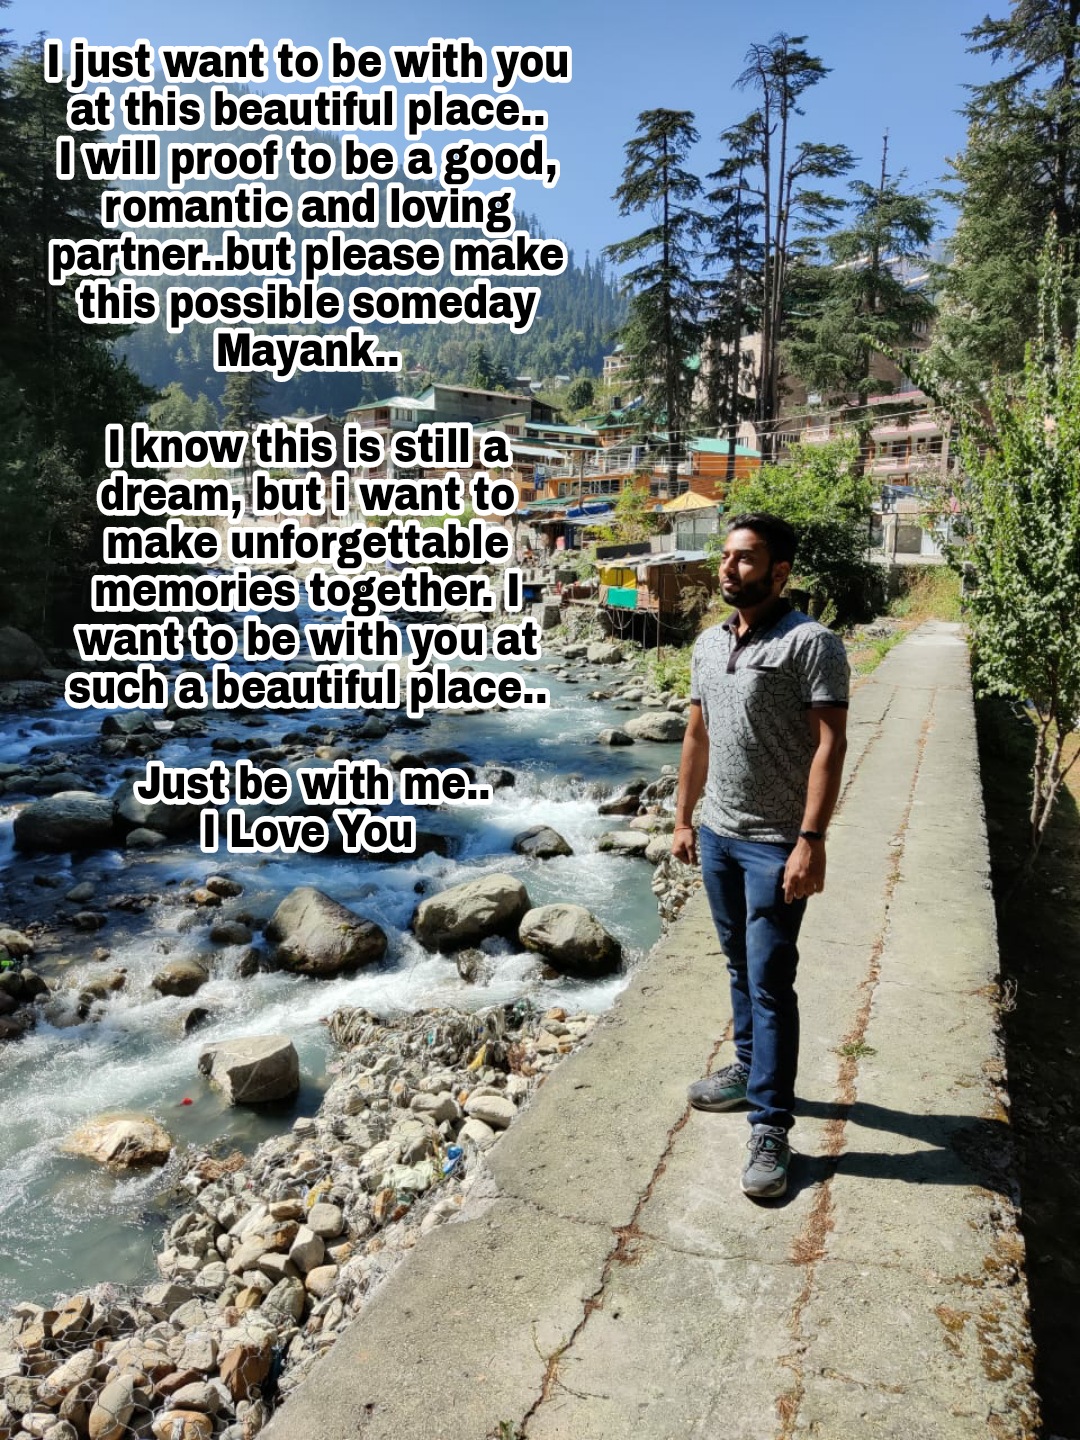 I just want to be with you
at this beautiful place..
I will proof to be a good,
romantic and loving
partner..but please make
this possible someday
Mayank..
I know this is still a
dream, but i want to
make unforgettable
memories together. I
want to be with you at
such a beautiful place..
Just be with me..
I Love You